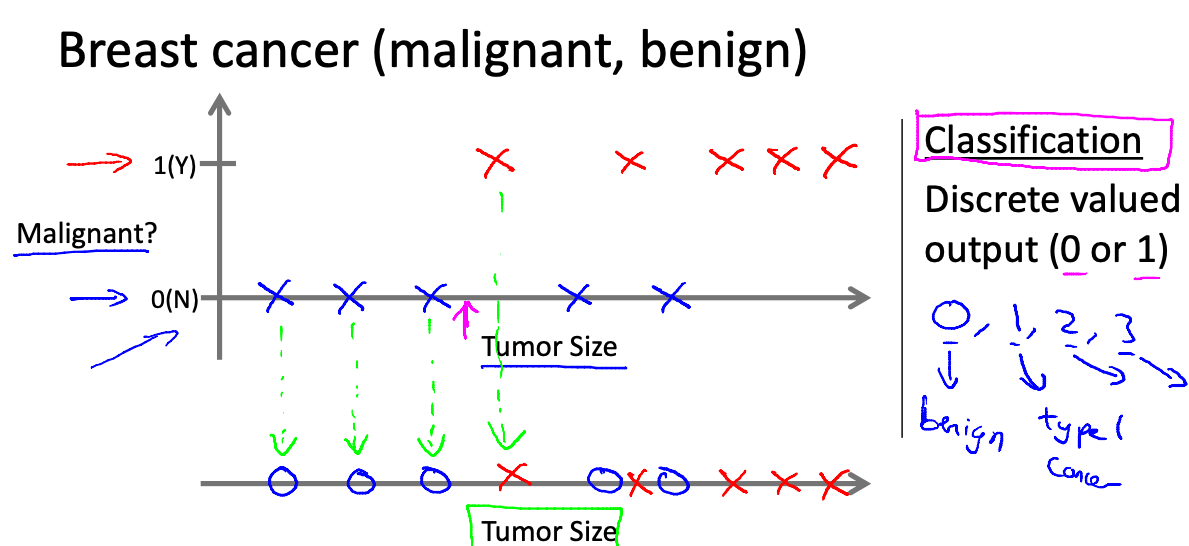 Breast cancer (malignant, benign)
1(Y)
Malignant?
0(N)
Tumor Size
Tumor Size
Classification
Discrete valued
output (0 or 1)
0, 1, 2, 3
benign
type 1
cancer